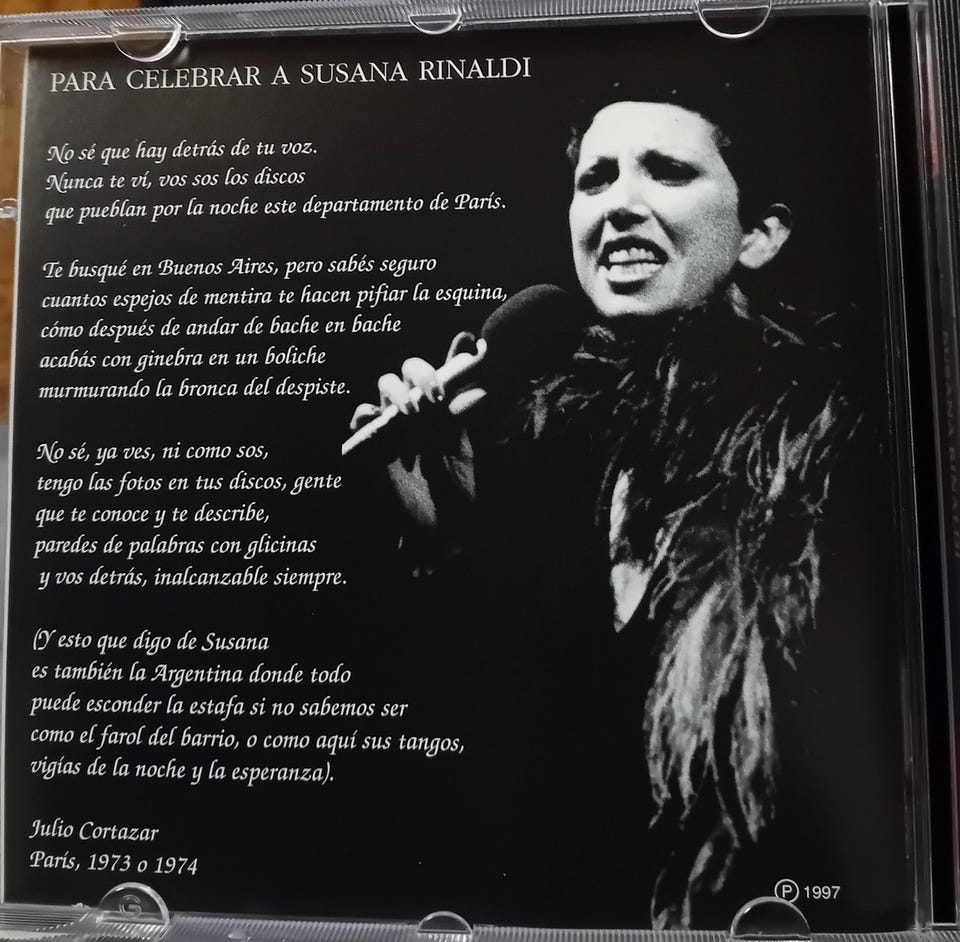 PARA CELEBRAR A SUSANA RINALDI
No sé que hay detrás de tu voz.
Nunca te ví, vos sos los discos
que pueblan por la noche este departamento de París.
Te busqué en Buenos Aires, pero sabés seguro
cuantos espejos de mentira te hacen pifiar la esquina,
cómo después de andar de bache en bache
acabás con ginebra en un boliche
murmurando la bronca del despiste.
No sé, ya ves, ni como sos,
tengo las fotos en tus discos, gente
que te conoce y te describe,
paredes de palabras con glicinas
y vos detrás, inalcanzable siempre.
(Y esto que digo de Susana
es también la Argentina donde todo
puede esconder la estafa si no sabemos ser
como el farol del barrio, o como aquí sus tangos,
vigías de la noche y la esperanza).
Julio Cortazar
París, 1973 o 1974
℗ 1997